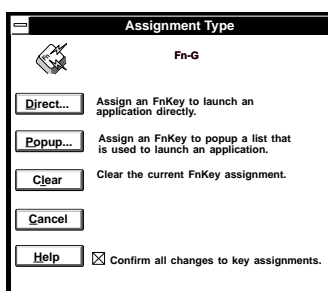 Assignment Type
Fn-G
Direct...
Assign an FnKey to launch an
application directly.
Popup...
Assign an FnKey to popup a list that
is used to launch an application.
Clear
Clear the current FnKey assignment.
Cancel
Help
Confirm all changes to key assignments.